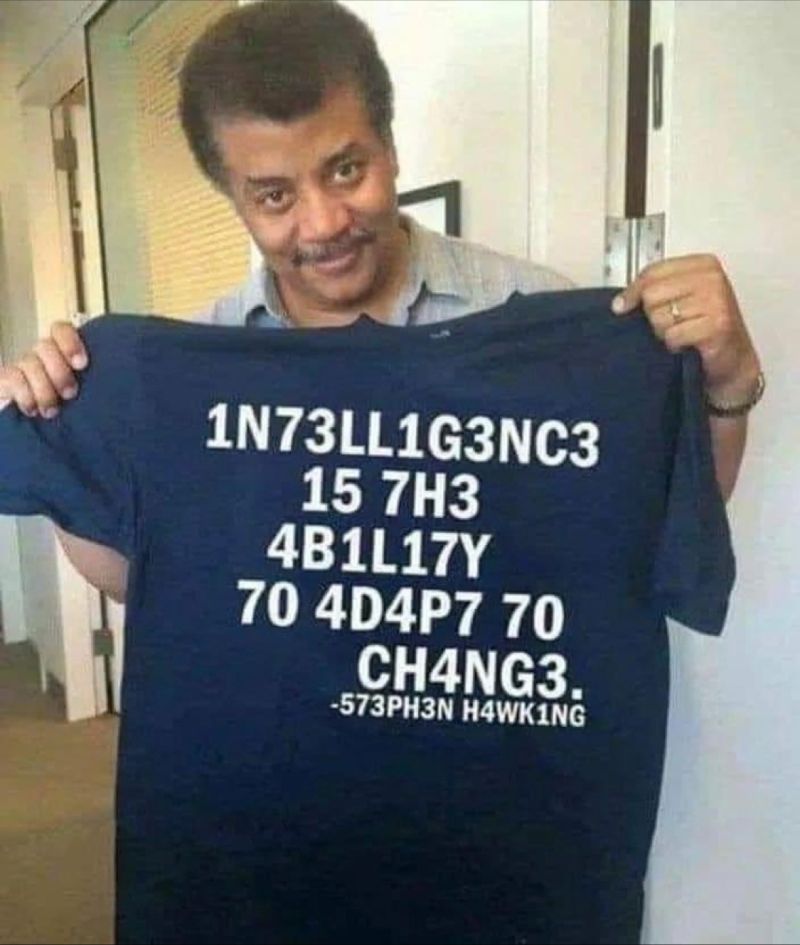 1N73LL1G3NC3
15 7H3
4B1L17Y
70 4D4P7 70
CH4NG3.
-573PH3N H4WK1NG